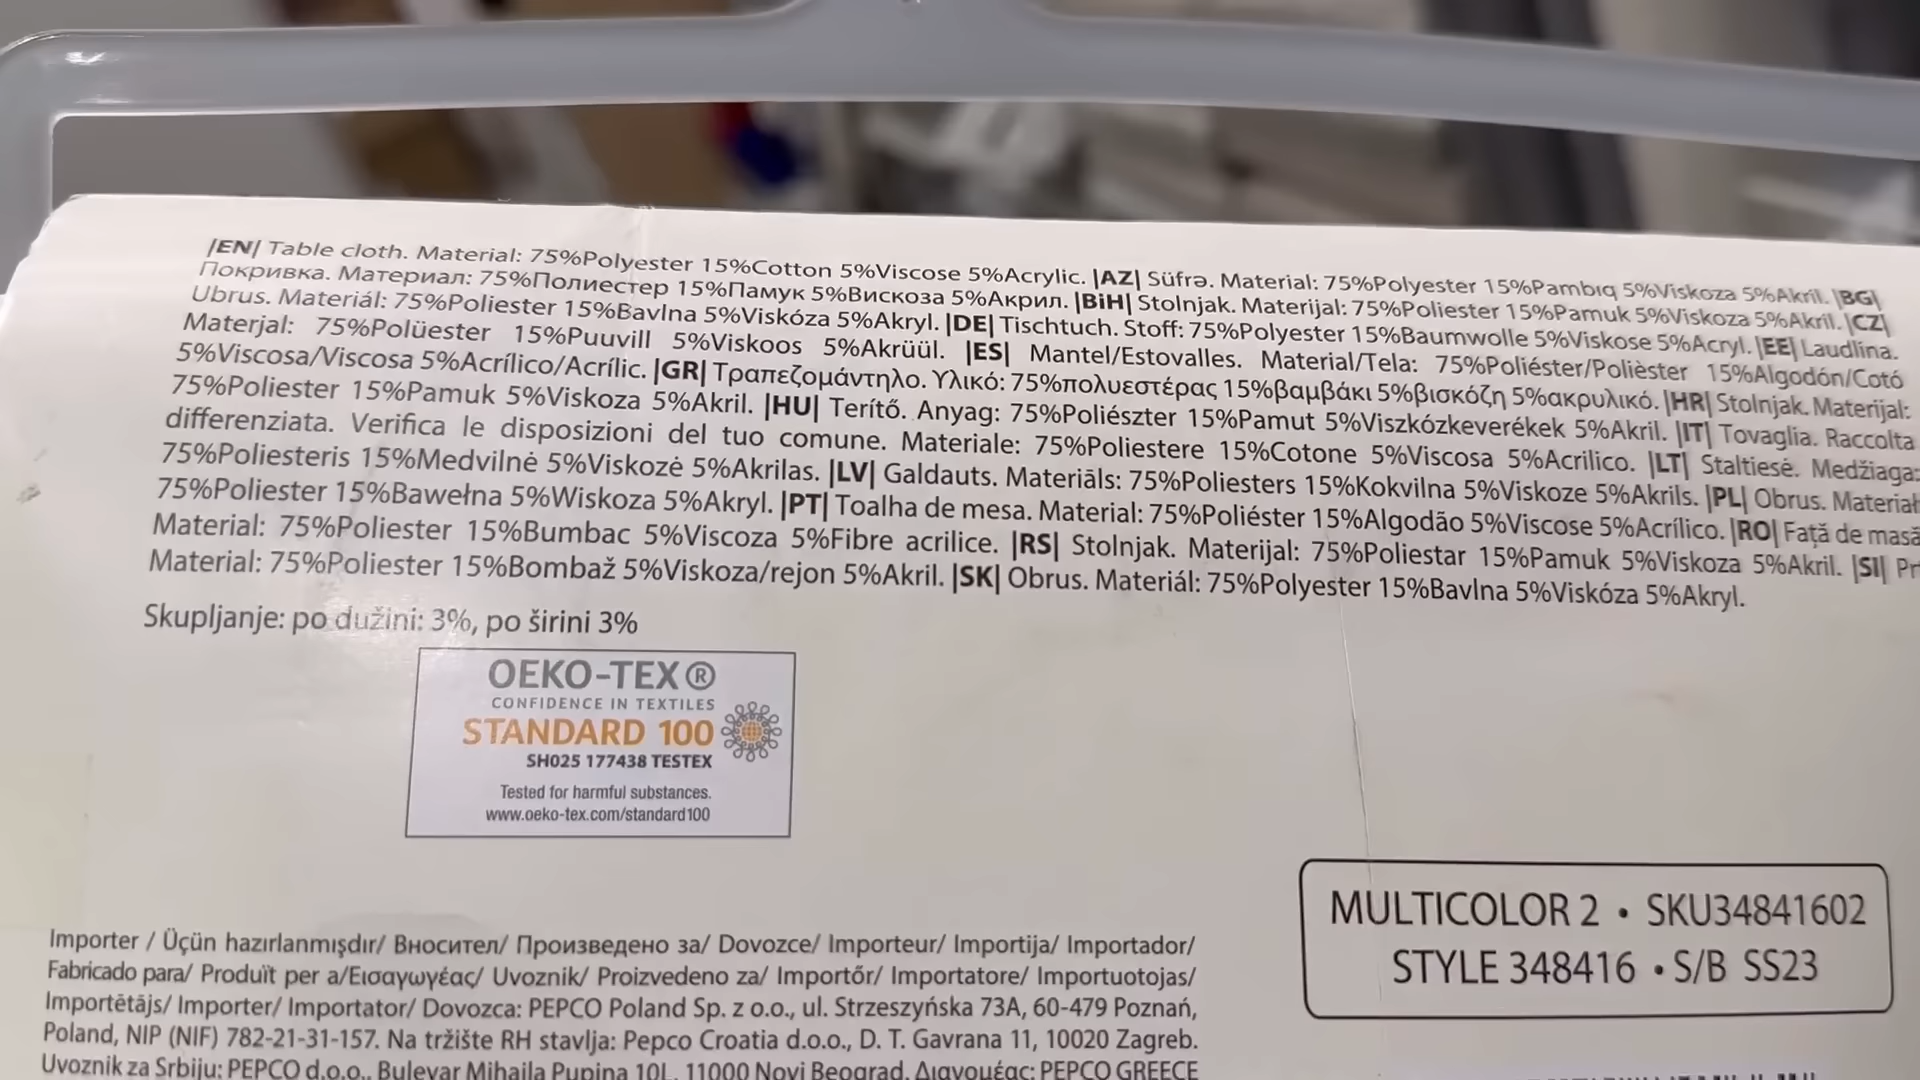 |EN| Table cloth. Material: 75%Polyester 15%Cotton 5%Viscose 5%Acrylic. |AZ| Süfrə. Material: 75%Polyester 15%Pambıq 5%Viskoza 5%Akril. |BG|
Покривка. Материал: 75%Полиестер 15%Памук 5%Вискоза 5%Акрил. |BiH| Stolnjak. Materijal: 75%Poliester 15%Pamuk 5%Viskoza 5%Akril. |CZ|
Ubrus. Materiál: 75%Poliester 15%Bavlna 5%Viskóza 5%Akryl. |DE| Tischtuch. Stoff: 75%Polyester 15%Baumwolle 5%Viskose 5%Acryl. |EE| Laudlina.
Materjal: 75%Polüester 15%Puuvill 5%Viskoos 5%Akrüül. |ES| Mantel/Estovalles. Material/Tela: 75%Poliéster/Polièster 15%Algodón/Cotó
5%Viscosa/Viscosa 5%Acrílico/Acrílic. |GR| Τραπεζομάντηλο. Υλικό: 75%πολυεστέρας 15%βαμβάκι 5%βισκόζη 5%ακρυλικό. |HR| Stolnjak. Materijal:
75%Poliester 15%Pamuk 5%Viskoza 5%Akril. |HU| Terítő. Anyag: 75%Poliészter 15%Pamut 5%Viszkózkeverékek 5%Akril. |IT| Tovaglia. Raccolta
differenziata. Verifica le disposizioni del tuo comune. Materiale: 75%Poliestere 15%Cotone 5%Viscosa 5%Acrilico. |LT| Staltiesė. Medžiaga:
75%Poliesteris 15%Medvilnė 5%Viskozė 5%Akrilas. |LV| Galdauts. Materiāls: 75%Poliesters 15%Kokvilna 5%Viskoze 5%Akrils. |PL| Obrus. Materiał:
75%Poliester 15%Bawełna 5%Wiskoza 5%Akryl. |PT| Toalha de mesa. Material: 75%Poliéster 15%Algodão 5%Viscose 5%Acrílico. |RO| Față de masă
Material: 75%Poliester 15%Bumbac 5%Viscoza 5%Fibre acrilice. |RS| Stolnjak. Materijal: 75%Poliestar 15%Pamuk 5%Viskoza 5%Akril. |SI|
Material: 75%Poliester 15%Bombaž 5%Viskoza/rejon 5%Akril. |SK| Obrus. Materiál: 75%Polyester 15%Bavlna 5%Viskóza 5%Akryl.
Skupljanje: po dužini: 3%, po širini 3%
OEKO-TEX®
CONFIDENCE IN TEXTILES
STANDARD 100
SH025 177438 TESTEX
Tested for harmful substances.
www.oeko-tex.com/standard100
MULTICOLOR 2 • SKU34841602
STYLE 348416 • S/B SS23
Importer / Üçün hazırlanmışdır/ Вносител/ Произведено за/ Dovozce/ Importeur/ Importija/ Importador/
Fabricado para/ Produït per a/Εισαγωγέας/ Uvoznik/ Proizvedeno za/ Importőr/ Importatore/ Importuotojas/
Importētājs/ Importer/ Importator/ Dovozca: PEPCO Poland Sp. z o.o., ul. Strzeszyńska 73A, 60-479 Poznań,
Poland, NIP (NIF) 782-21-31-157. Na tržište RH stavlja: Pepco Croatia d.o.o., D. T. Gavrana 11, 10020 Zagreb.
Uvoznik za Srbiju: PEPCO d.o.o., Bulevar Mihajla Pupina 10L, 11000 Novi Beograd. Διανομέας: PEPCO GREECE